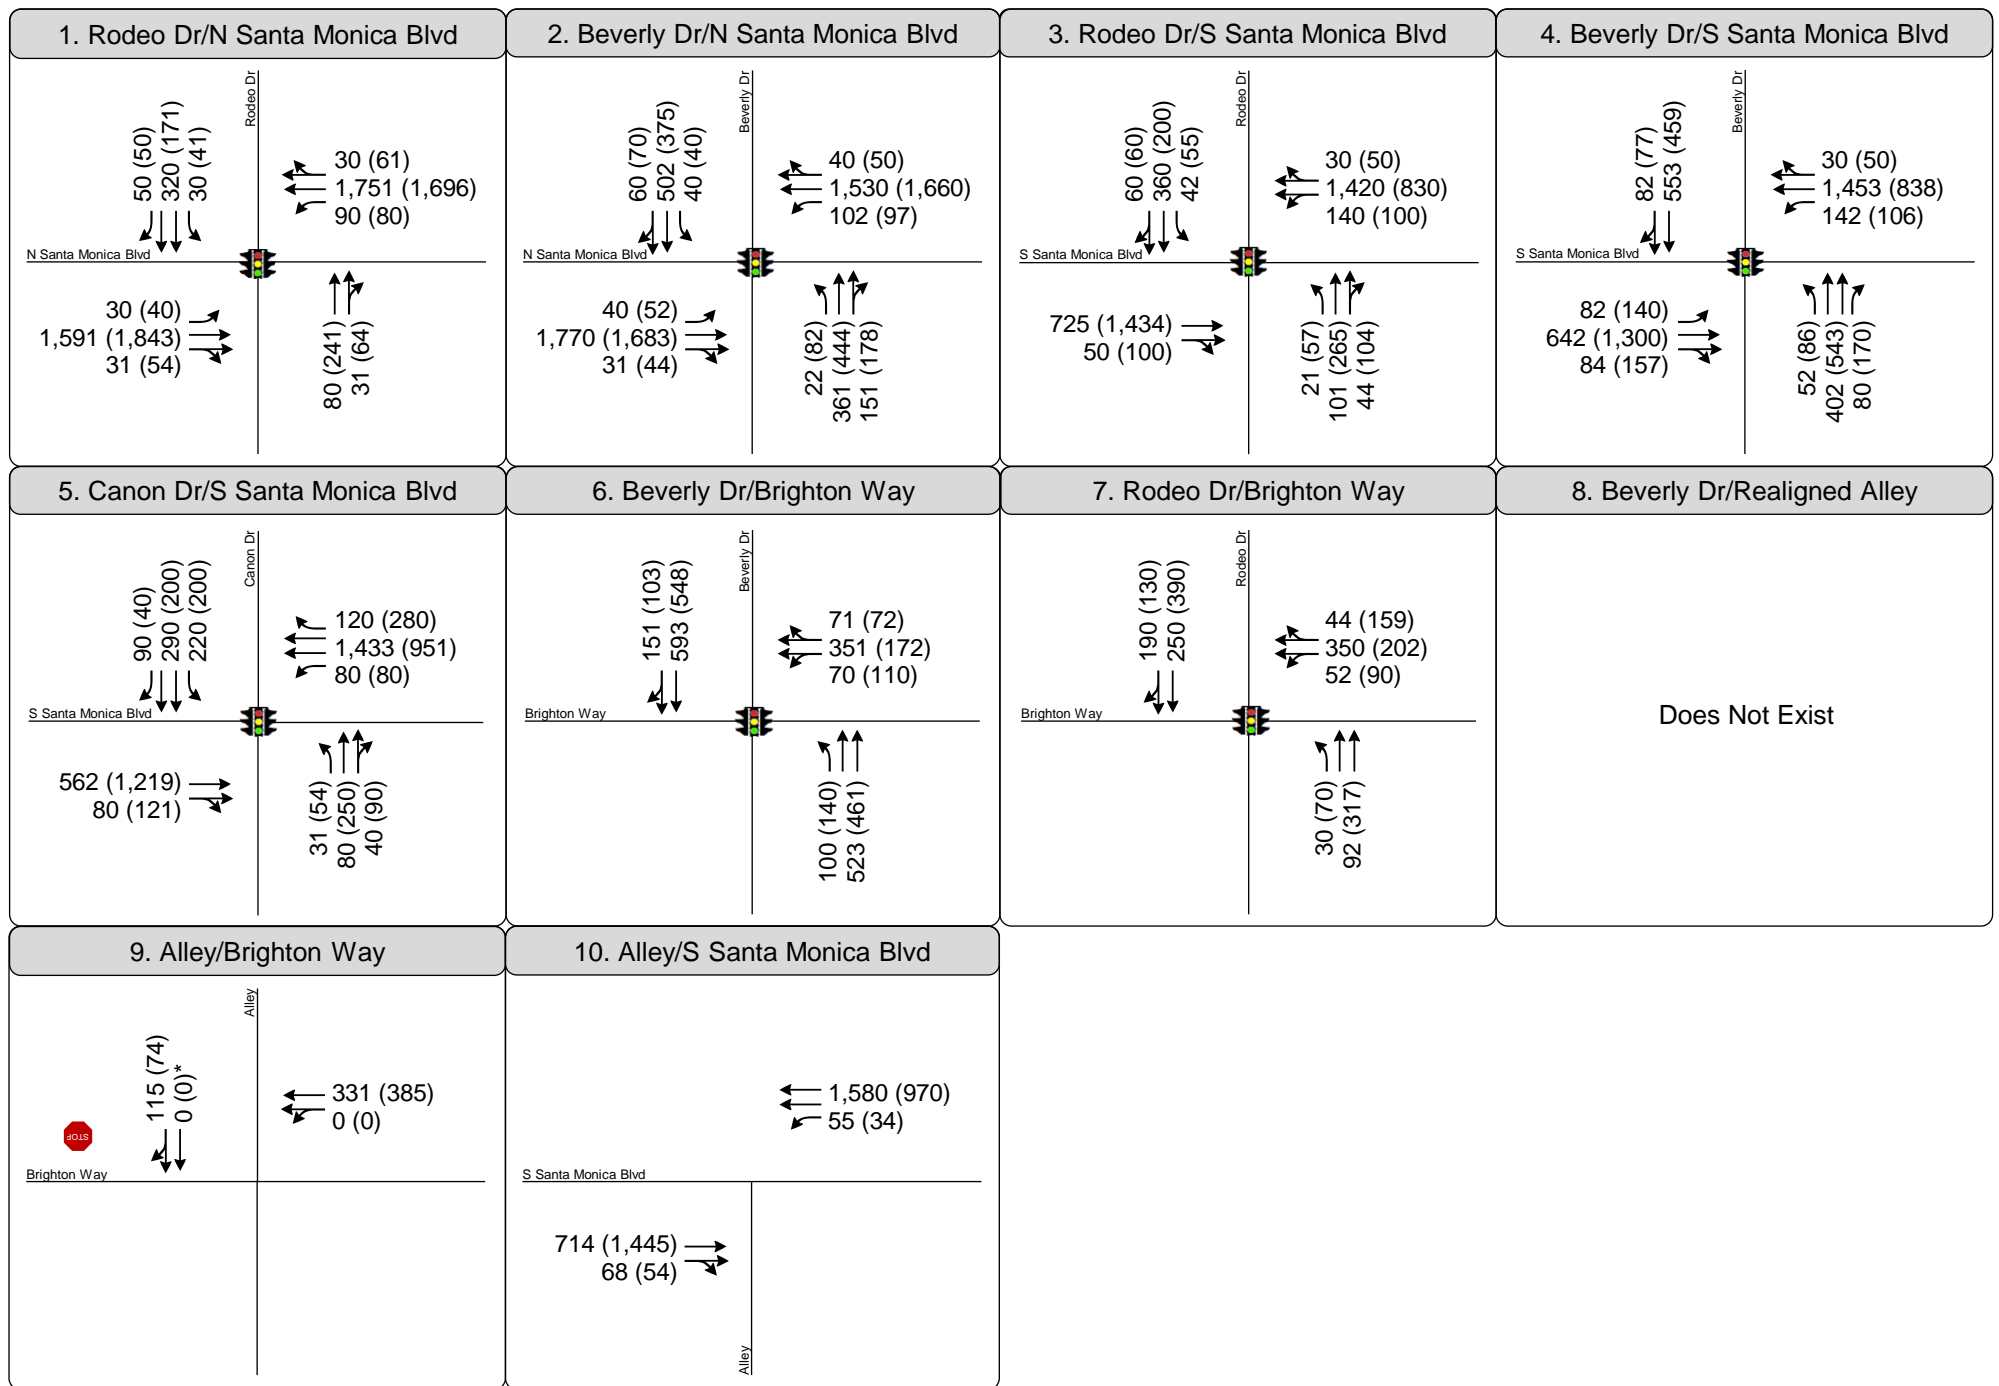 1. Rodeo Dr/N Santa Monica Blvd
Rodeo Dr
50 (50)
320 (171)
30 (41)
30 (61)
1,751 (1,696)
90 (80)
N Santa Monica Blvd
30 (40)
1,591 (1,843)
31 (54)
80 (241)
31 (64)
2. Beverly Dr/N Santa Monica Blvd
Beverly Dr
60 (70)
502 (375)
40 (40)
40 (50)
1,530 (1,660)
102 (97)
N Santa Monica Blvd
40 (52)
1,770 (1,683)
31 (44)
22 (82)
361 (444)
151 (178)
3. Rodeo Dr/S Santa Monica Blvd
Rodeo Dr
60 (60)
360 (200)
42 (55)
30 (50)
1,420 (830)
140 (100)
S Santa Monica Blvd
725 (1,434)
50 (100)
21 (57)
101 (265)
44 (104)
4. Beverly Dr/S Santa Monica Blvd
Beverly Dr
82 (77)
553 (459)
30 (50)
1,453 (838)
142 (106)
S Santa Monica Blvd
82 (140)
642 (1,300)
84 (157)
52 (86)
402 (543)
80 (170)
5. Canon Dr/S Santa Monica Blvd
Canon Dr
90 (40)
290 (200)
220 (200)
120 (280)
1,433 (951)
80 (80)
S Santa Monica Blvd
562 (1,219)
80 (121)
31 (54)
80 (250)
40 (90)
6. Beverly Dr/Brighton Way
Beverly Dr
151 (103)
593 (548)
71 (72)
351 (172)
70 (110)
Brighton Way
100 (140)
523 (461)
7. Rodeo Dr/Brighton Way
Rodeo Dr
190 (130)
250 (390)
44 (159)
350 (202)
52 (90)
Brighton Way
30 (70)
92 (317)
8. Beverly Dr/Realigned Alley
Does Not Exist
9. Alley/Brighton Way
Alley
115 (74)
0 (0)*
331 (385)
0 (0)
STOP
Brighton Way
10. Alley/S Santa Monica Blvd
1,580 (970)
55 (34)
S Santa Monica Blvd
714 (1,445)
68 (54)
Alley